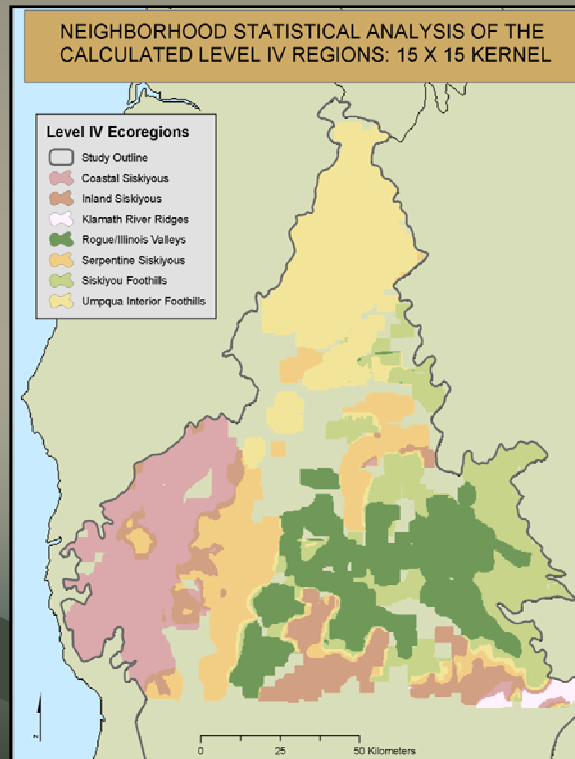 NEIGHBORHOOD STATISTICAL ANALYSIS OF THE
CALCULATED LEVEL IV REGIONS: 15 X 15 KERNEL
Level IV Ecoregions
Study Outline
Coastal Siskiyous
Inland Siskiyous
Klamath River Ridges
Rogue/Illinois Valleys
Serpentine Siskiyous
Siskiyou Foothills
Umpqua Interior Foothills
N
0 25 50 Kilometers